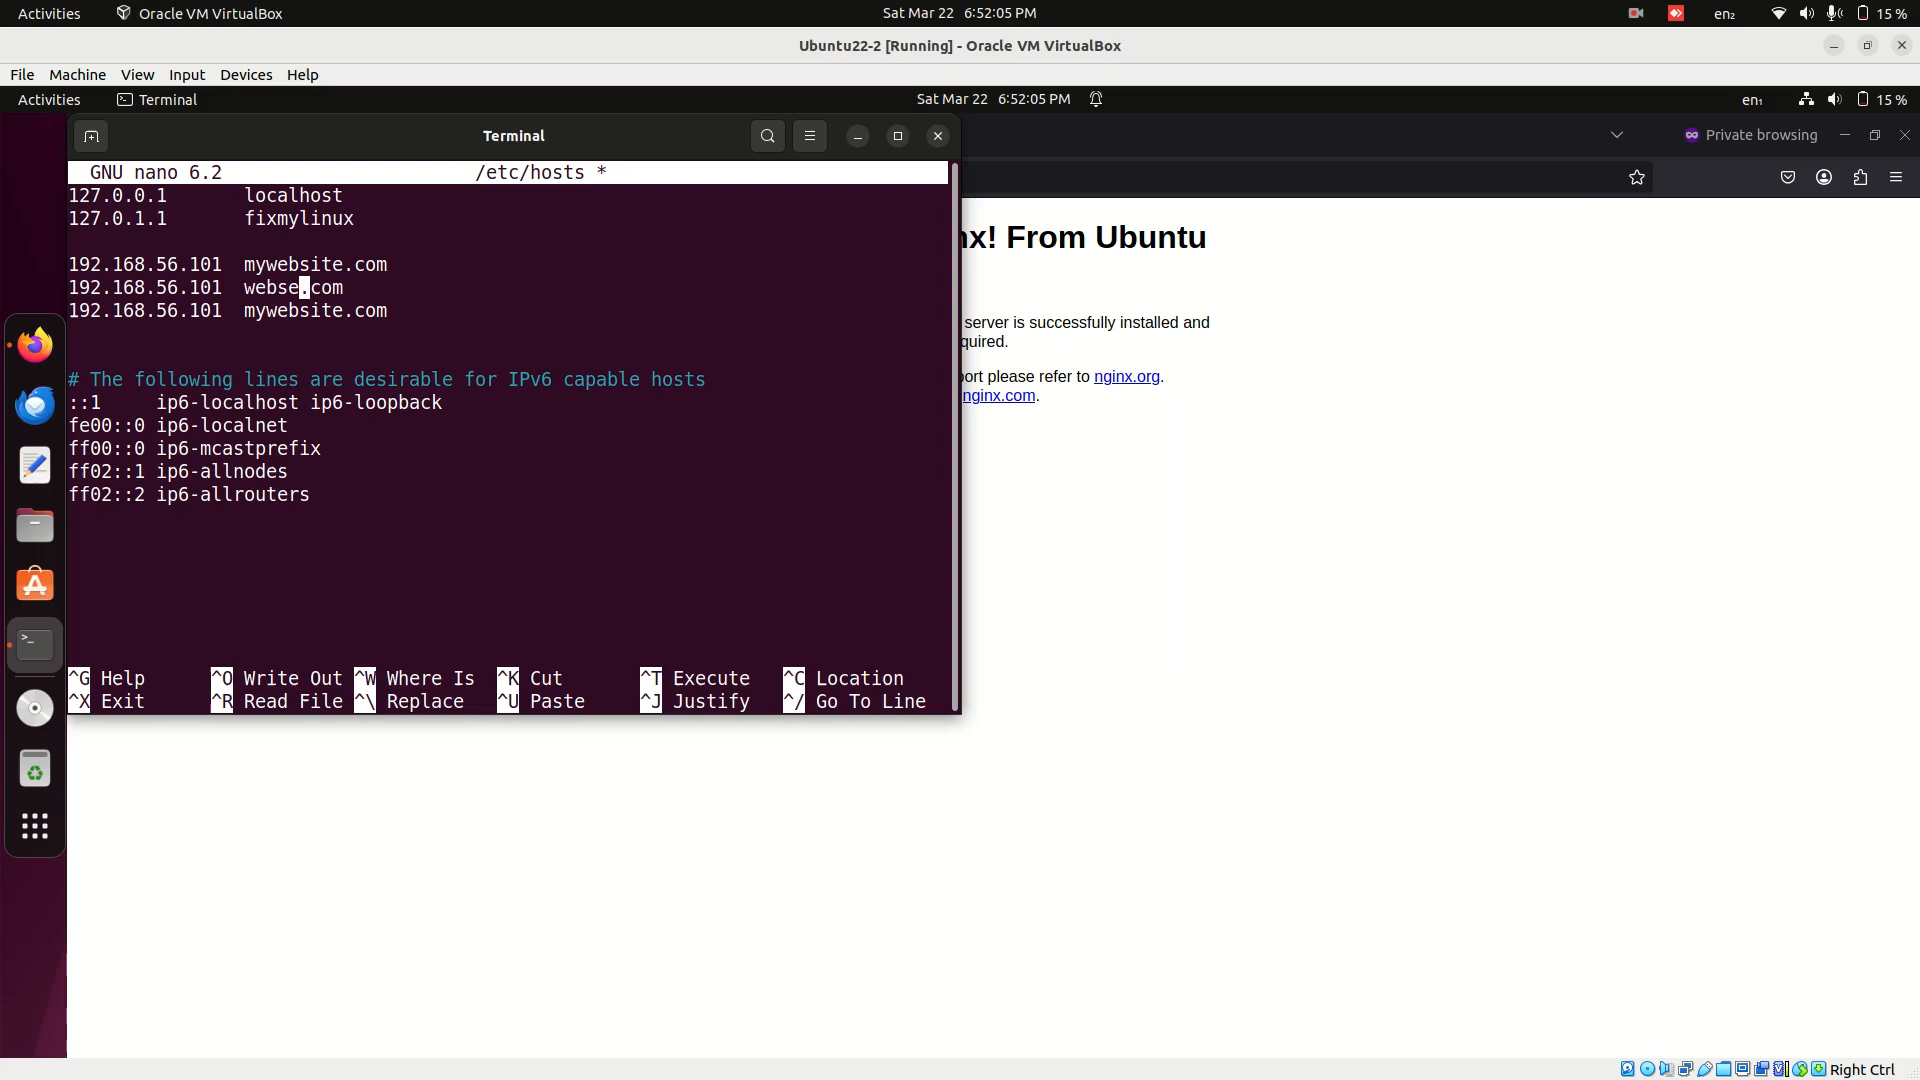 Activities Oracle VM VirtualBox Sat Mar 22 6:52:05 PM en₂ 15 %
Ubuntu22-2 [Running] - Oracle VM VirtualBox
File Machine View Input Devices Help
Activities Terminal Sat Mar 22 6:52:05 PM en₁ 15 %
Terminal
Private browsing
GNU nano 6.2 /etc/hosts *
127.0.0.1 localhost
127.0.1.1 fixmylinux
192.168.56.101 mywebsite.com
192.168.56.101 webse.com
192.168.56.101 mywebsite.com
# The following lines are desirable for IPv6 capable hosts
::1 ip6-localhost ip6-loopback
fe00::0 ip6-localnet
ff00::0 ip6-mcastprefix
ff02::1 ip6-allnodes
ff02::2 ip6-allrouters
^G Help ^O Write Out ^W Where Is ^K Cut ^T Execute ^C Location
^X Exit ^R Read File ^\ Replace ^U Paste ^J Justify ^/ Go To Line
nx! From Ubuntu
server is successfully installed and
quired.
port please refer to nginx.org.
nginx.com.
Right Ctrl